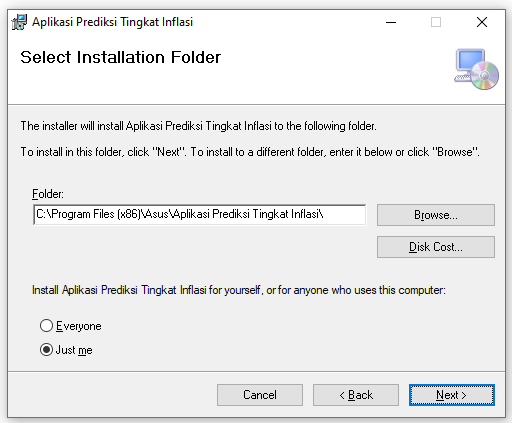 Aplikasi Prediksi Tingkat Inflasi
Select Installation Folder
The installer will install Aplikasi Prediksi Tingkat Inflasi to the following folder.
To install in this folder, click "Next". To install to a different folder, enter it below or click "Browse".
Folder:
C:\Program Files (x86)\Asus\Aplikasi Prediksi Tingkat Inflasi\
Browse...
Disk Cost...
Install Aplikasi Prediksi Tingkat Inflasi for yourself, or for anyone who uses this computer:
Everyone
Just me
Cancel
< Back
Next >